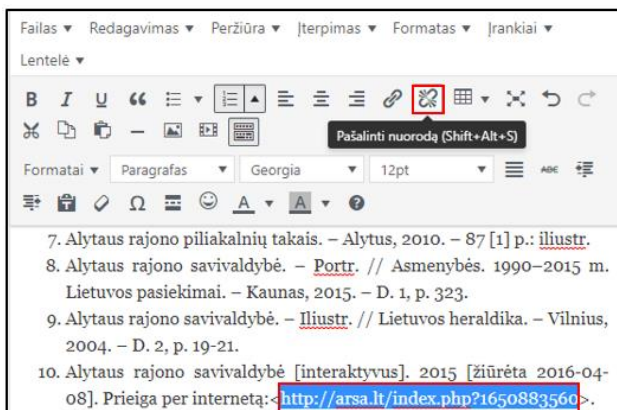 Failas ▾ Redagavimas ▾ Peržiūra ▾ Įterpimas ▾ Formatas ▾ Įrankiai ▾
Lentelė ▾
Pašalinti nuorodą (Shift+Alt+S)
Formatai ▾ Paragrafas ▾ Georgia ▾ 12pt ▾
7. Alytaus rajono piliakalnių takais. – Alytus, 2010. – 87 [1] p.: iliustr.
8. Alytaus rajono savivaldybė. – Portr. // Asmenybės. 1990–2015 m.
Lietuvos pasiekimai. – Kaunas, 2015. – D. 1, p. 323.
9. Alytaus rajono savivaldybė. – Iliustr. // Lietuvos heraldika. – Vilnius,
2004. – D. 2, p. 19-21.
10. Alytaus rajono savivaldybė [interaktyvus]. 2015 [žiūrėta 2016-04-
08]. Prieiga per internetą:<http://arsa.lt/index.php?1650883560>.